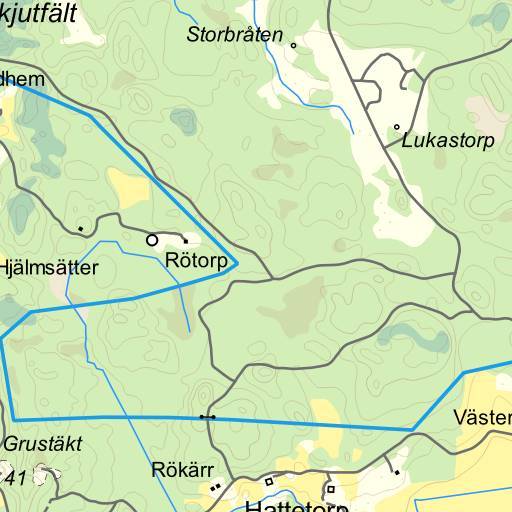 kjutfält
Storbråten
dhem
Lukastorp
Rötorp
Hjälmsätter
Väster
Grustäkt
41
Rökärr
Hattetorp